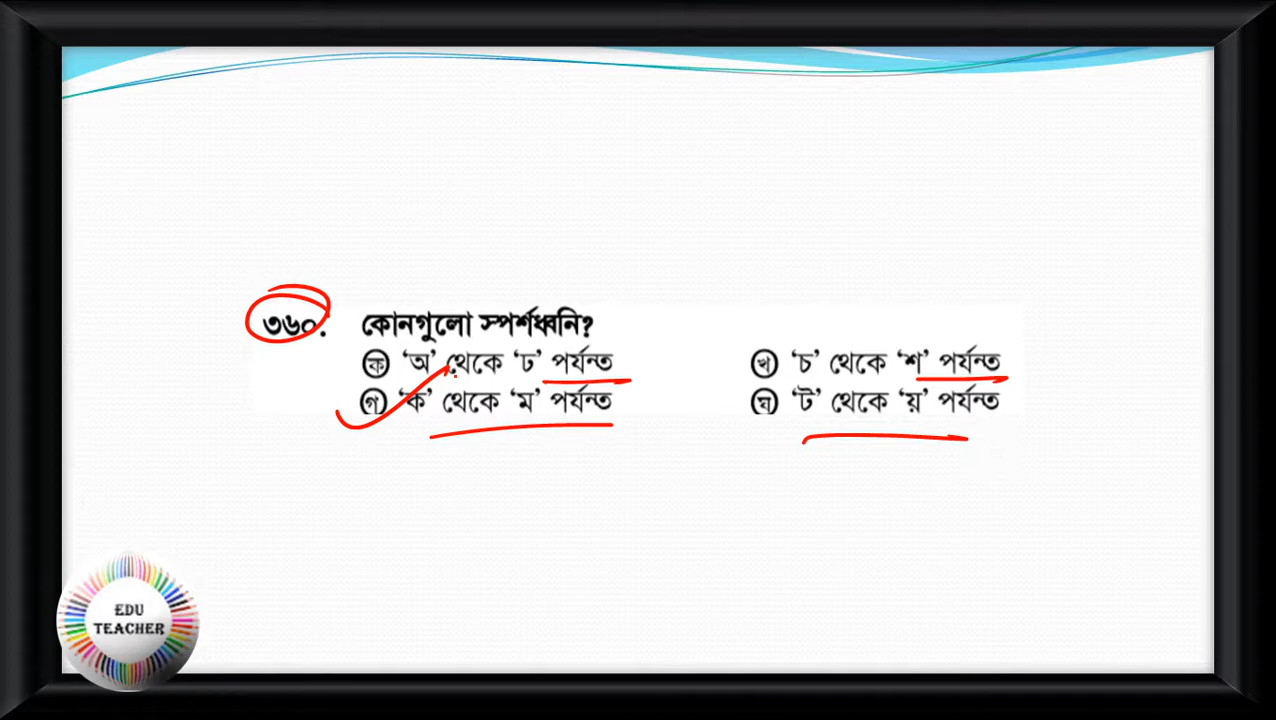 ৩৬০. কোনগুলো স্পর্শধ্বনি?
ক 'অ' থেকে 'ঢ' পর্যন্ত খ 'চ' থেকে 'শ' পর্যন্ত
গ 'ক' থেকে 'ম' পর্যন্ত ঘ 'ট' থেকে 'য়' পর্যন্ত
EDU
TEACHER